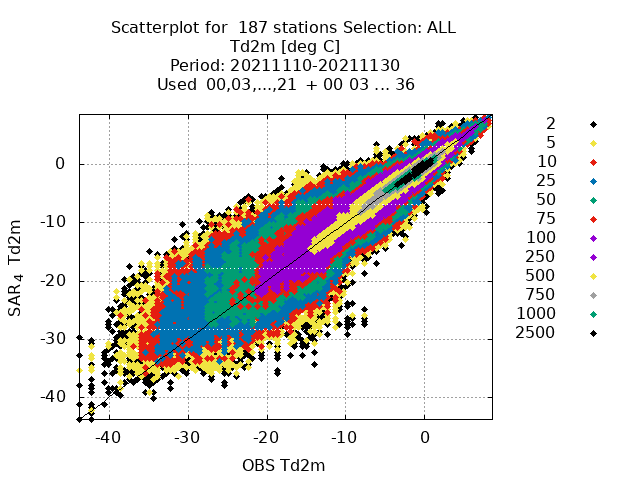 Scatterplot for  187 stations Selection: ALL
Td2m [deg C]
Period: 20211110-20211130
Used  00,03,...,21  + 00 03 ... 36
2
5
10
25
50
75
100
250
500
750
1000
2500
0
-10
-20
-30
-40
SAR₄ Td2m
-40 -30 -20 -10 0
OBS Td2m